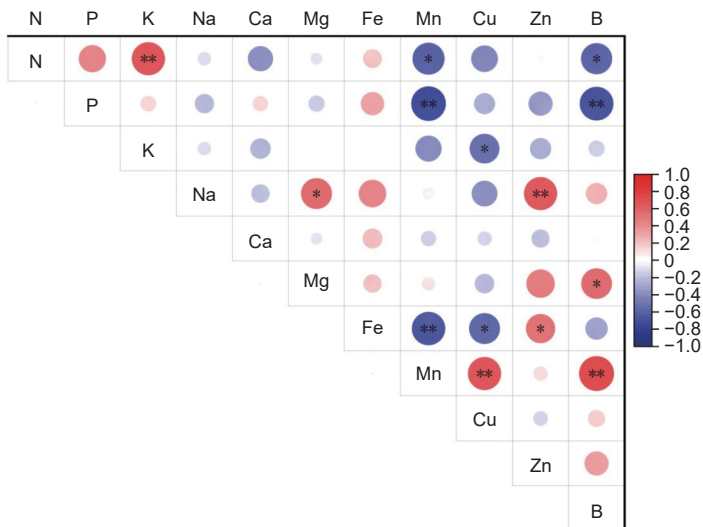 N P K Na Ca Mg Fe Mn Cu Zn B
N ** * *
P ** **
K *
Na * **
Ca
Mg *
Fe ** * *
Mn ** **
Cu
Zn
B
1.0
0.8
0.6
0.4
0.2
0
−0.2
−0.4
−0.6
−0.8
−1.0